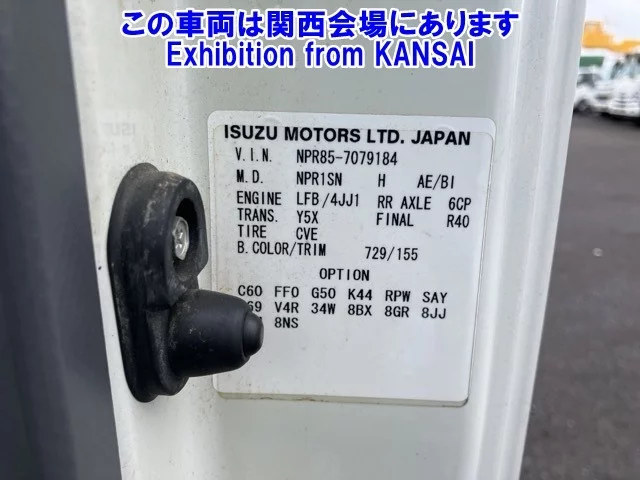 この車両は関西会場にあります
Exhibition from KANSAI
ISUZU MOTORS LTD. JAPAN
V.I.N. NPR85-7079184
M.D. NPR1SN H AE/BI
ENGINE LFB/4JJ1 RR AXLE 6CP
TRANS. Y5X FINAL R40
TIRE CVE
B.COLOR/TRIM 729/155
OPTION
C60 FF0 G50 K44 RPW SAY
V4R 34W 8BX 8GR 8JJ
8NS